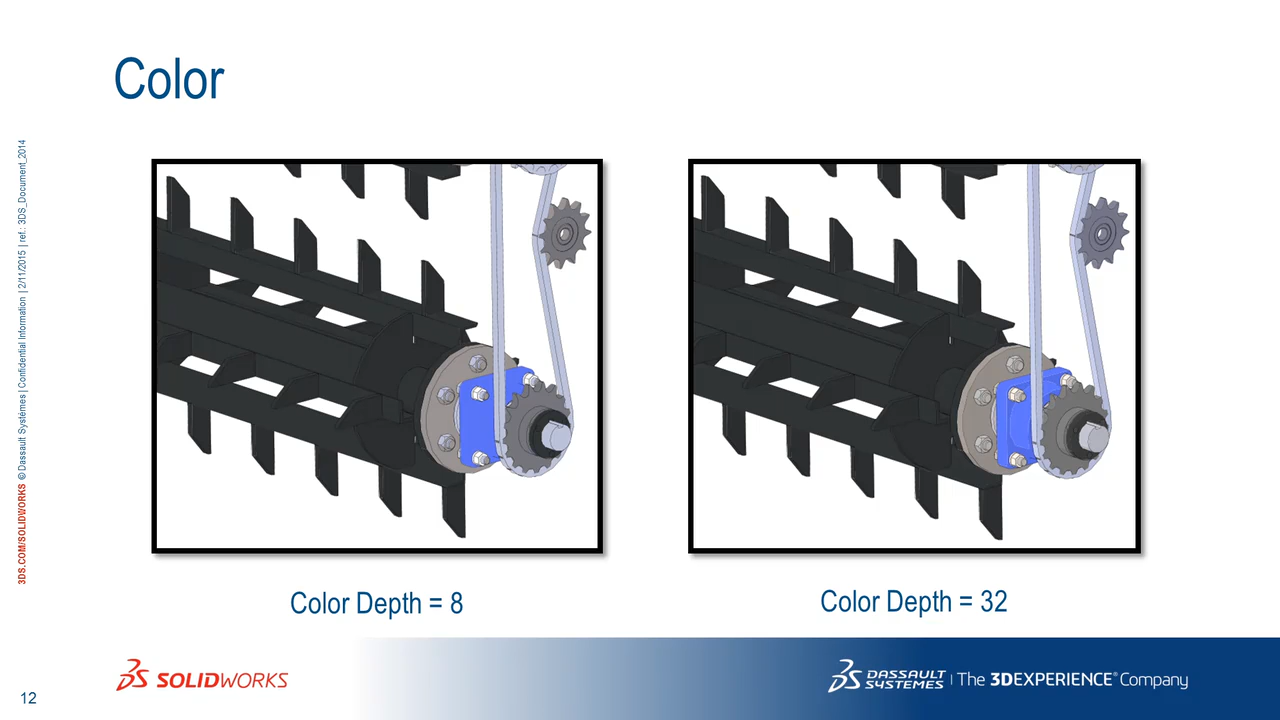 Color
3DS.COM/SOLIDWORKS © Dassault Systèmes | Confidential Information | 2/11/2015 | ref.: 3DS_Document_2014
Color Depth = 8
Color Depth = 32
SOLIDWORKS
DASSAULT SYSTEMES | The 3DEXPERIENCE® Company
12